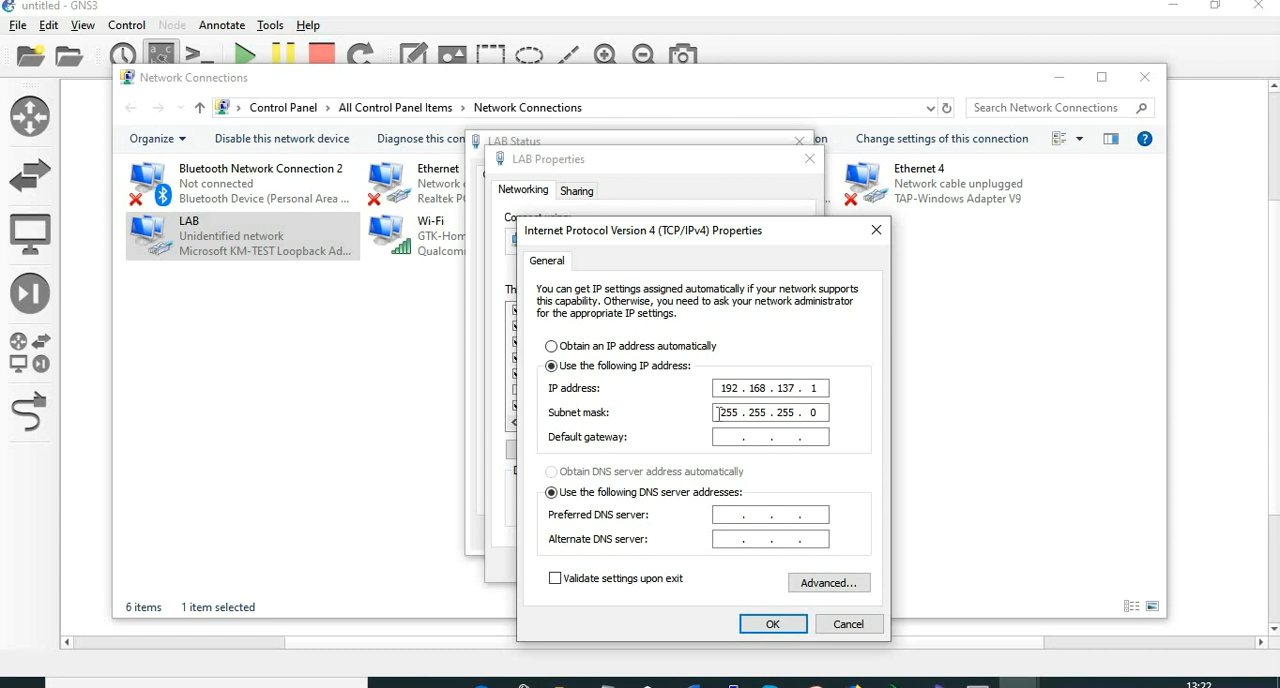 untitled - GNS3
File Edit View Control Node Annotate Tools Help
Network Connections
Control Panel › All Control Panel Items › Network Connections
Search Network Connections
Organize Disable this network device Diagnose this con on Change settings of this connection
Bluetooth Network Connection 2
Not connected
Bluetooth Device (Personal Area ...
Ethernet
Network
Realtek P
Ethernet 4
Network cable unplugged
TAP-Windows Adapter V9
LAB
Unidentified network
Microsoft KM-TEST Loopback Ad...
Wi-Fi
GTK-Hom
Qualcom
LAB Status
LAB Properties
Networking Sharing
Internet Protocol Version 4 (TCP/IPv4) Properties
General
You can get IP settings assigned automatically if your network supports
this capability. Otherwise, you need to ask your network administrator
for the appropriate IP settings.
Obtain an IP address automatically
Use the following IP address:
IP address: 192 . 168 . 137 . 1
Subnet mask: 255 . 255 . 255 . 0
Default gateway: . . .
Obtain DNS server address automatically
Use the following DNS server addresses:
Preferred DNS server: . . .
Alternate DNS server: . . .
Validate settings upon exit
Advanced...
OK Cancel
6 items 1 item selected
13:22